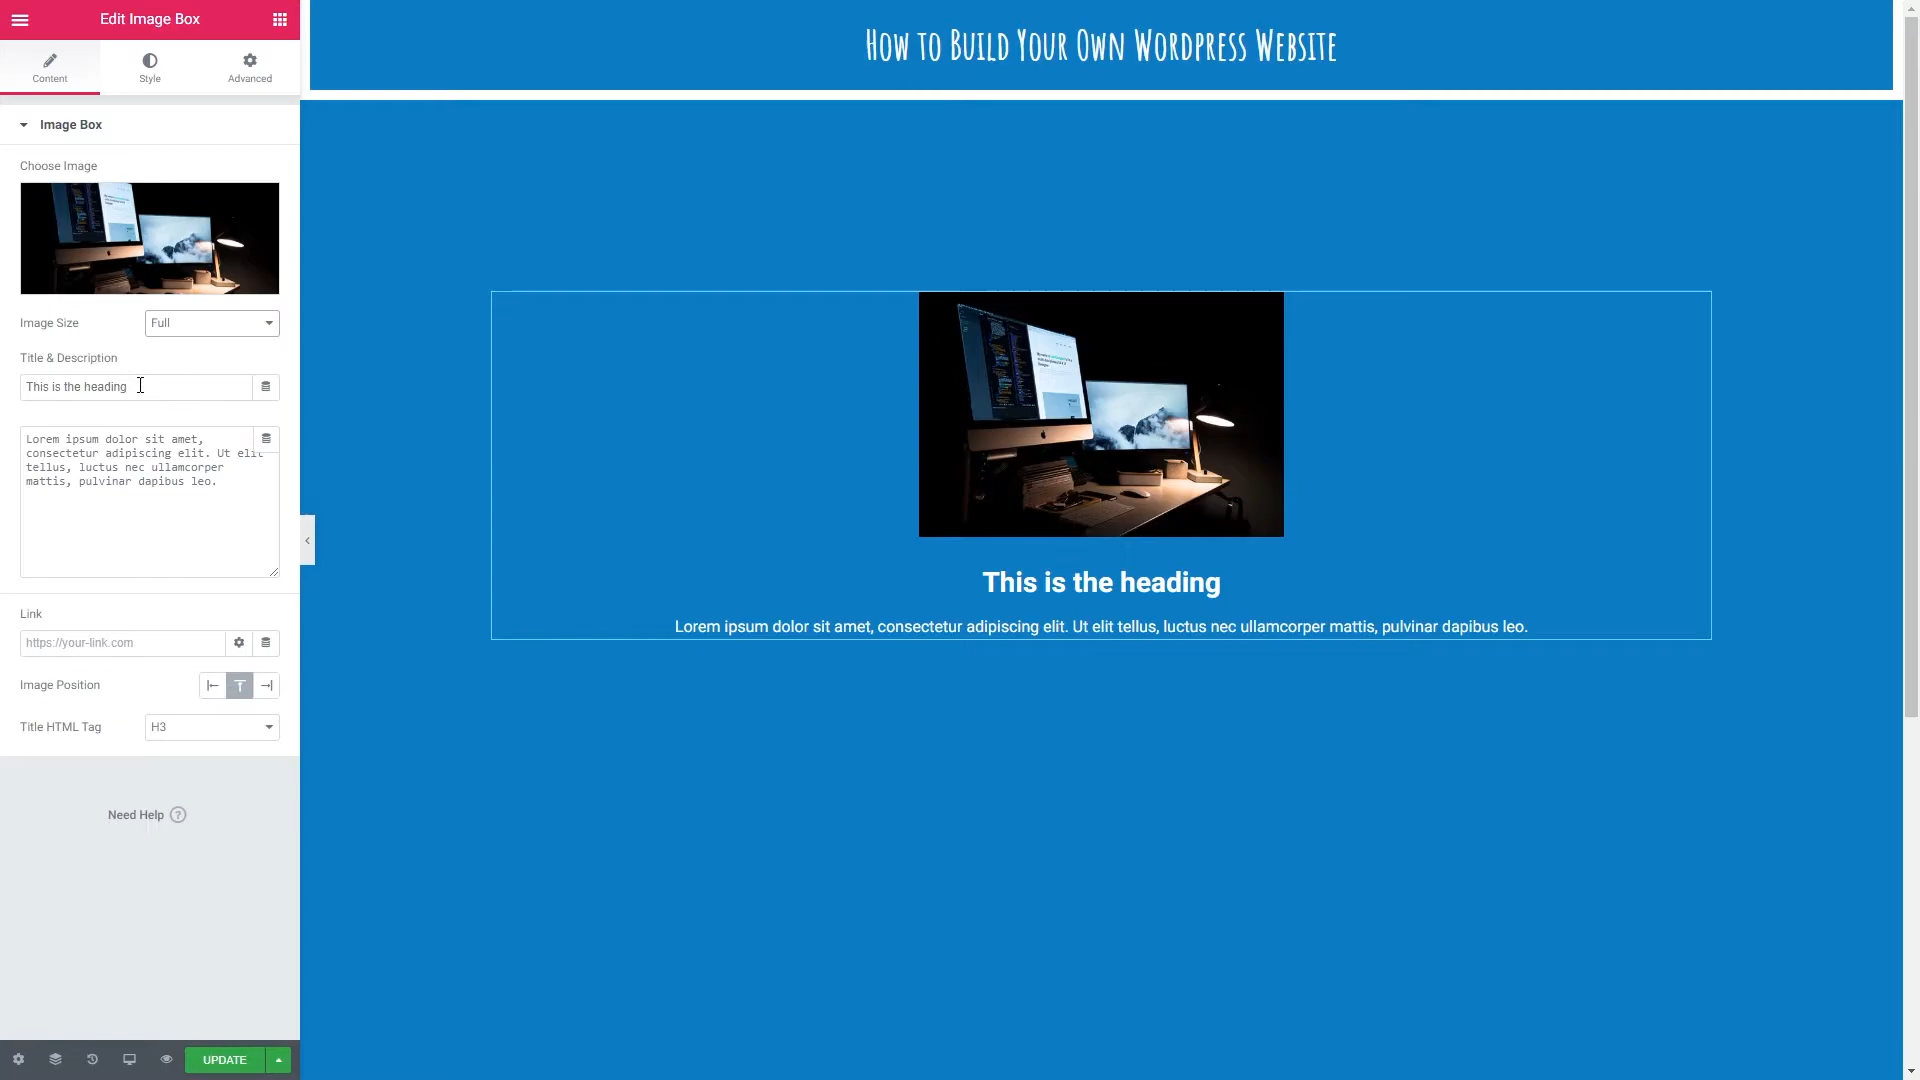 Edit Image Box
Content
Style
Advanced
Image Box
Choose Image
Image Size
Full
Title & Description
This is the heading
Lorem ipsum dolor sit amet,
consectetur adipiscing elit. Ut elit
tellus, luctus nec ullamcorper
mattis, pulvinar dapibus leo.
Link
https://your-link.com
Image Position
Title HTML Tag
H3
Need Help
?
UPDATE
How to Build Your Own Wordpress Website
This is the heading
Lorem ipsum dolor sit amet, consectetur adipiscing elit. Ut elit tellus, luctus nec ullamcorper mattis, pulvinar dapibus leo.